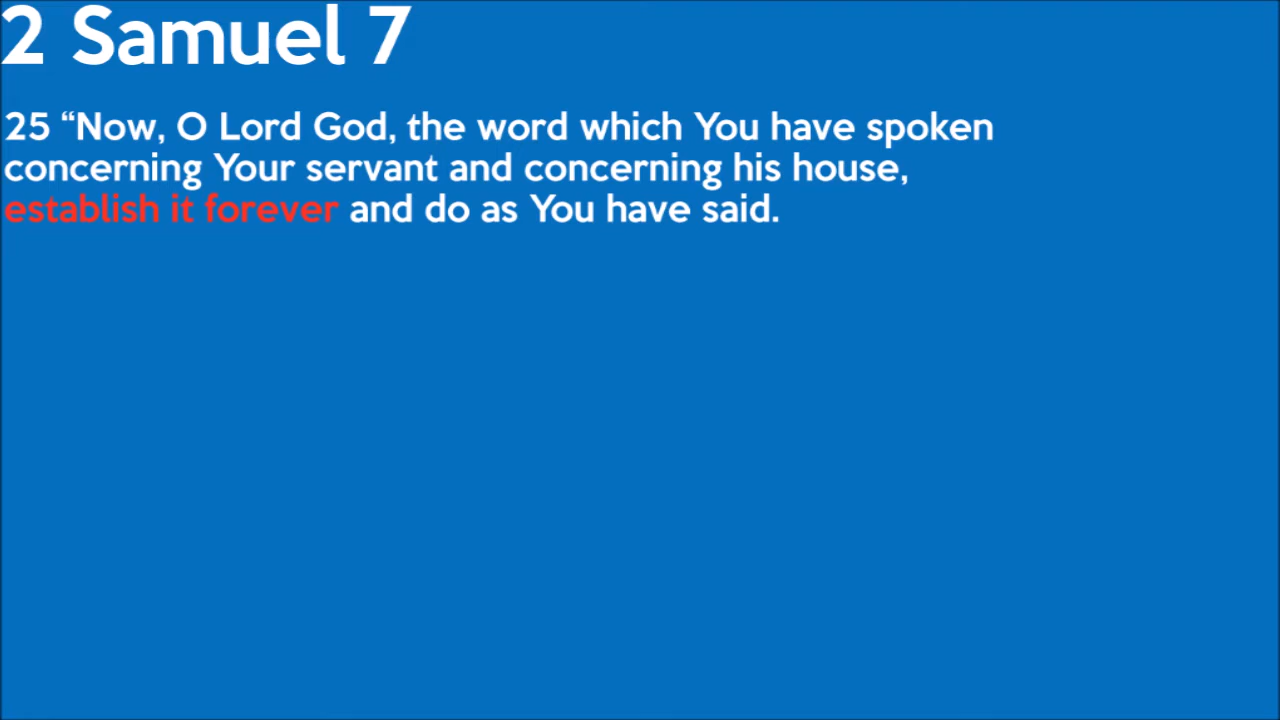 2 Samuel 7
25 “Now, O Lord God, the word which You have spoken
concerning Your servant and concerning his house,
establish it forever and do as You have said.